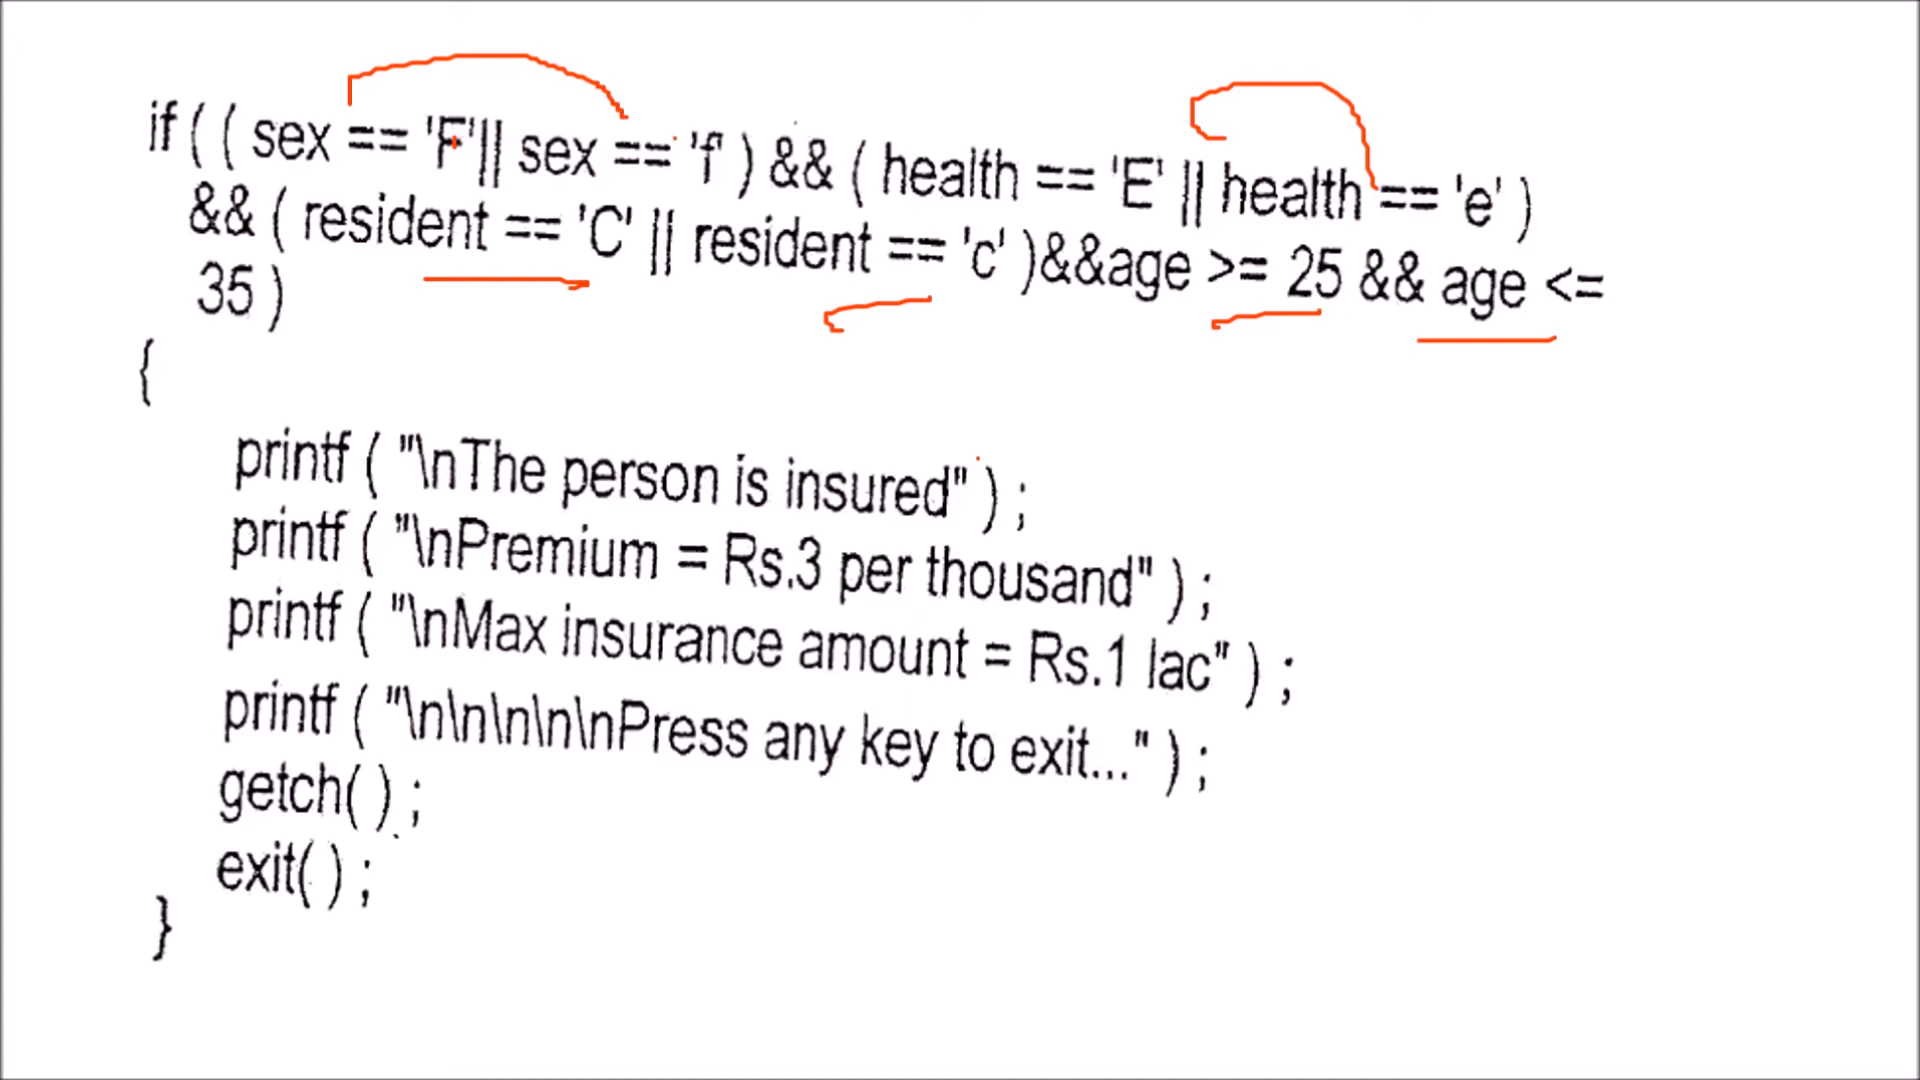 if ( ( sex == 'F'|| sex == 'f' ) && ( health == 'E' || health == 'e' )
&& ( resident == 'C' || resident == 'c' )&&age >= 25 && age <=
35 )
{
printf ( "\nThe person is insured" ) ;
printf ( "\nPremium = Rs.3 per thousand" ) ;
printf ( "\nMax insurance amount = Rs.1 lac" ) ;
printf ( "\n\n\n\n\nPress any key to exit..." ) ;
getch( ) ;
exit( ) ;
}